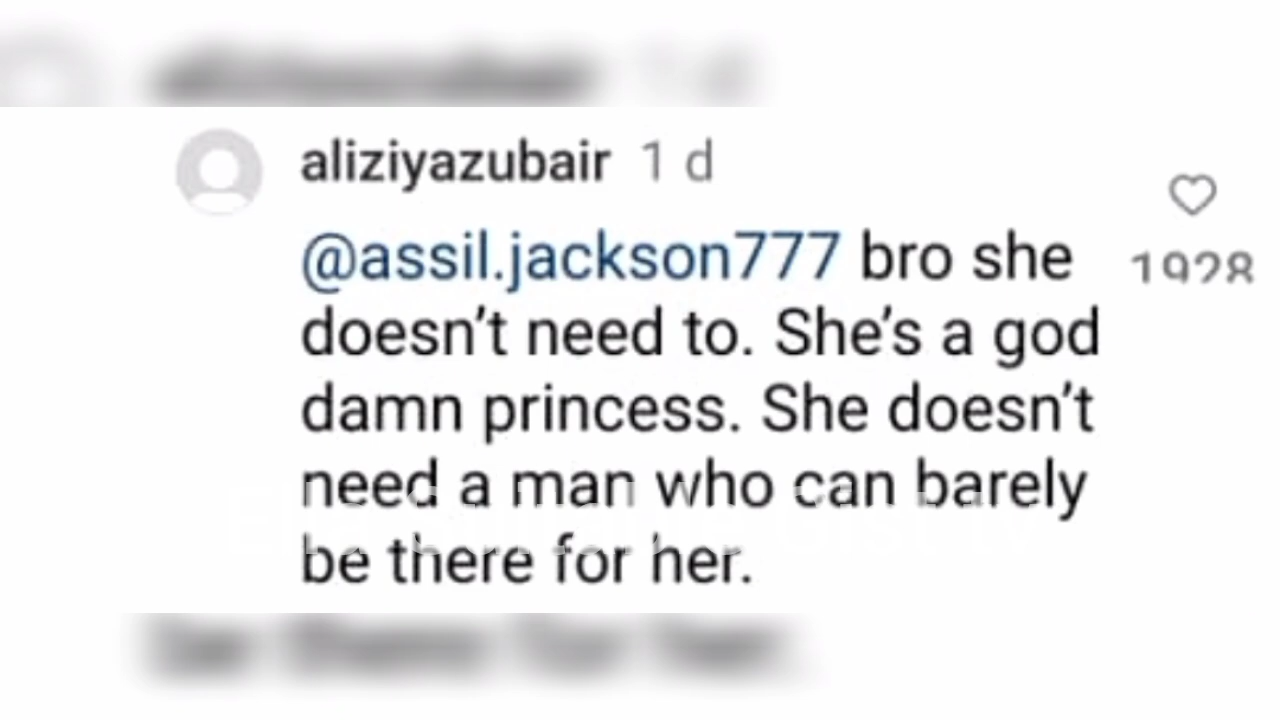 aliziyazubair 1 d
@assil.jackson777 bro she
1928
doesn't need to. She's a god
damn princess. She doesn't
need a man who can barely
be there for her.